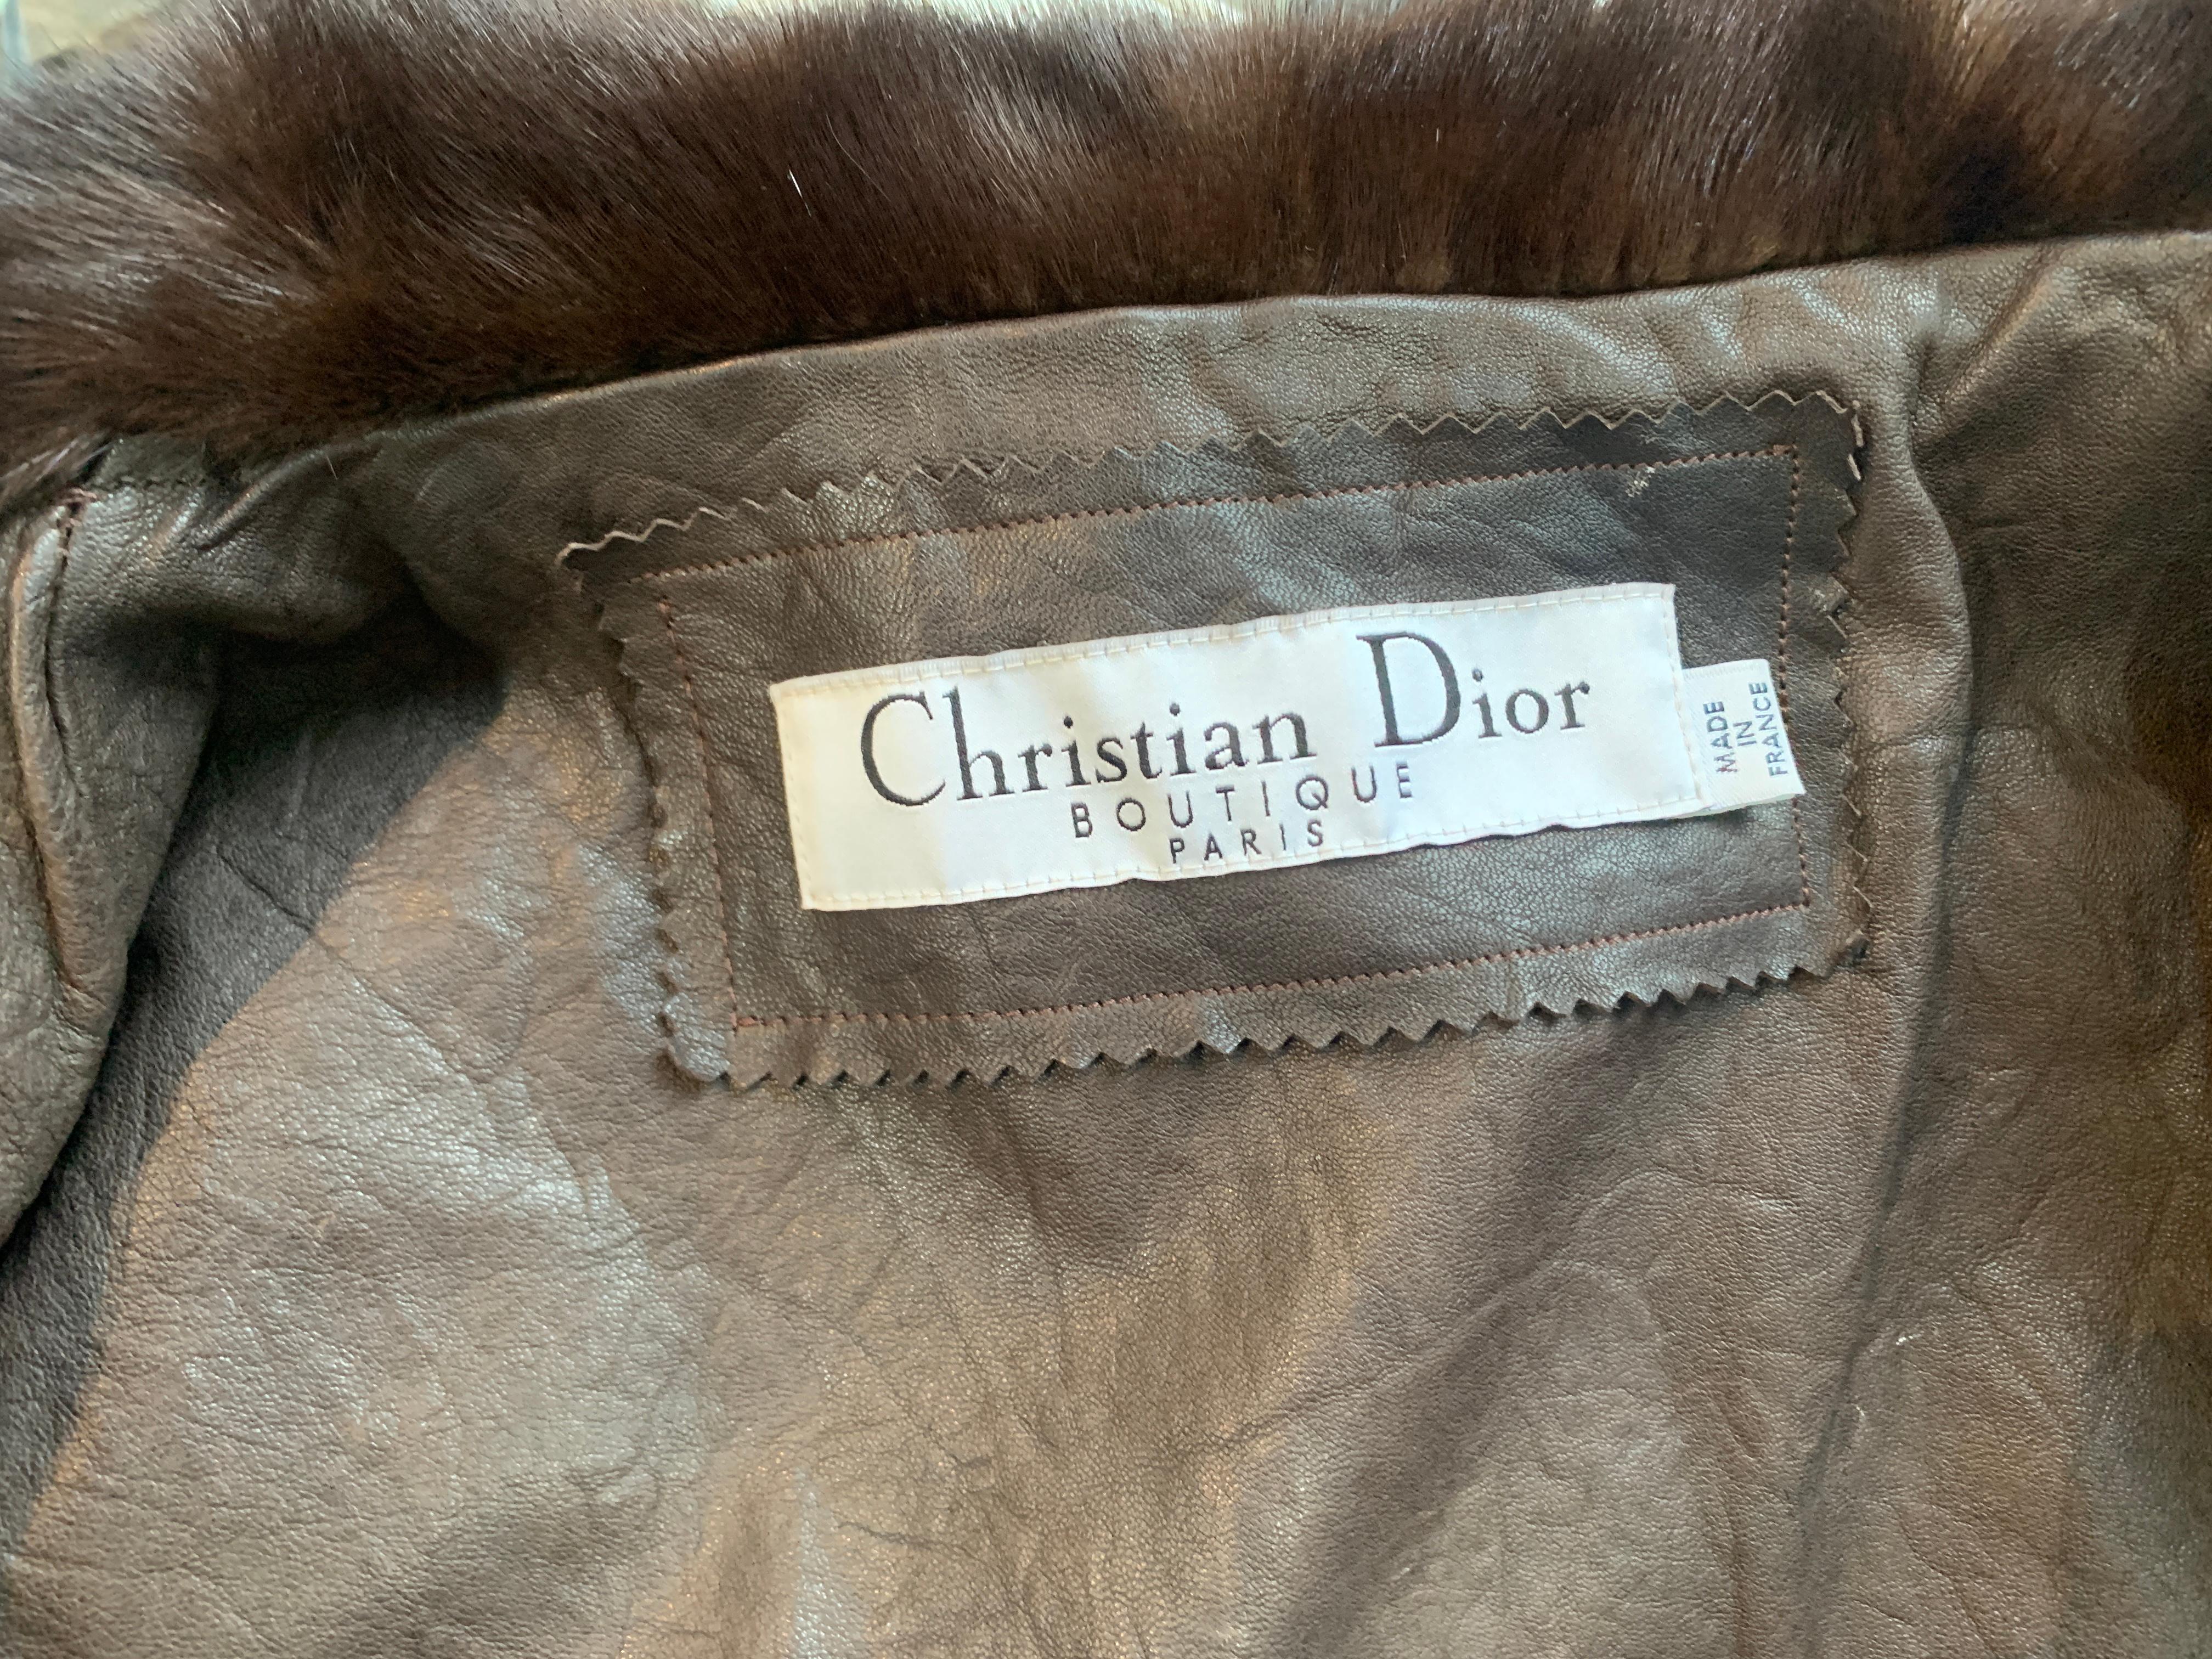 Christian Dior
BOUTIQUE
PARIS
MADE
IN
FRANCE